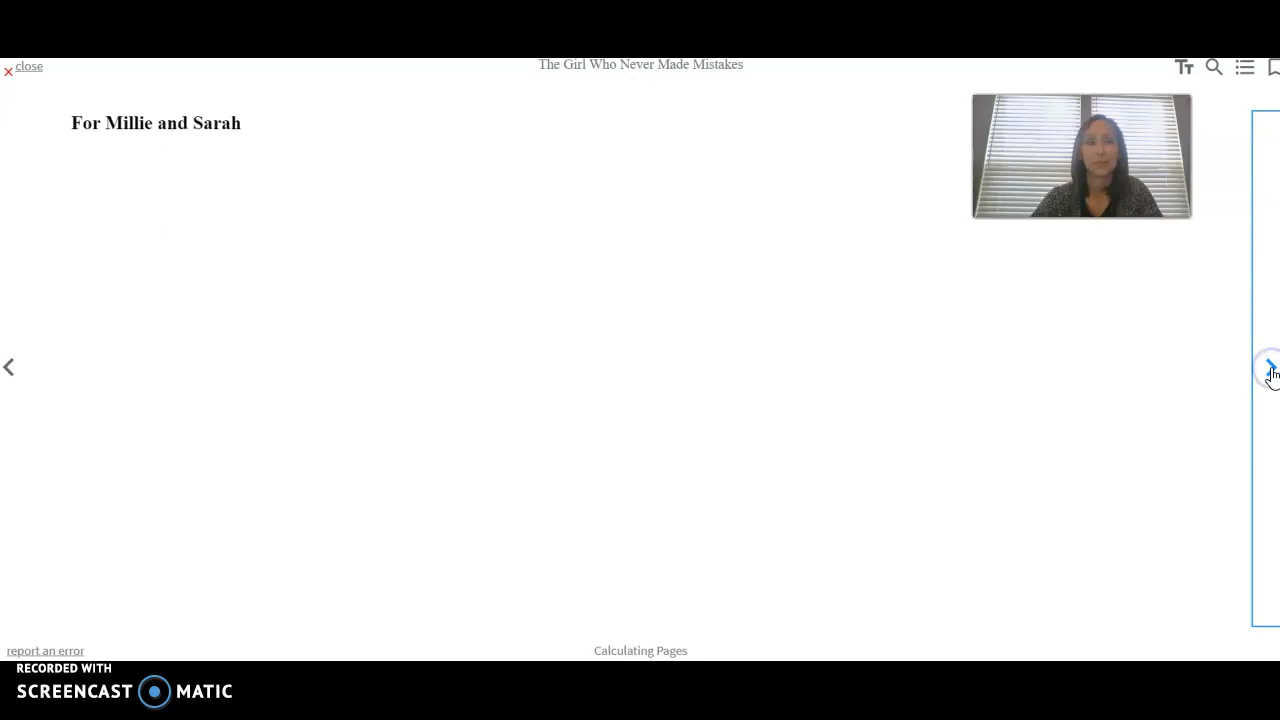 close
The Girl Who Never Made Mistakes
Tт
For Millie and Sarah
report an error
Calculating Pages
RECORDED WITH
SCREENCAST MATIC